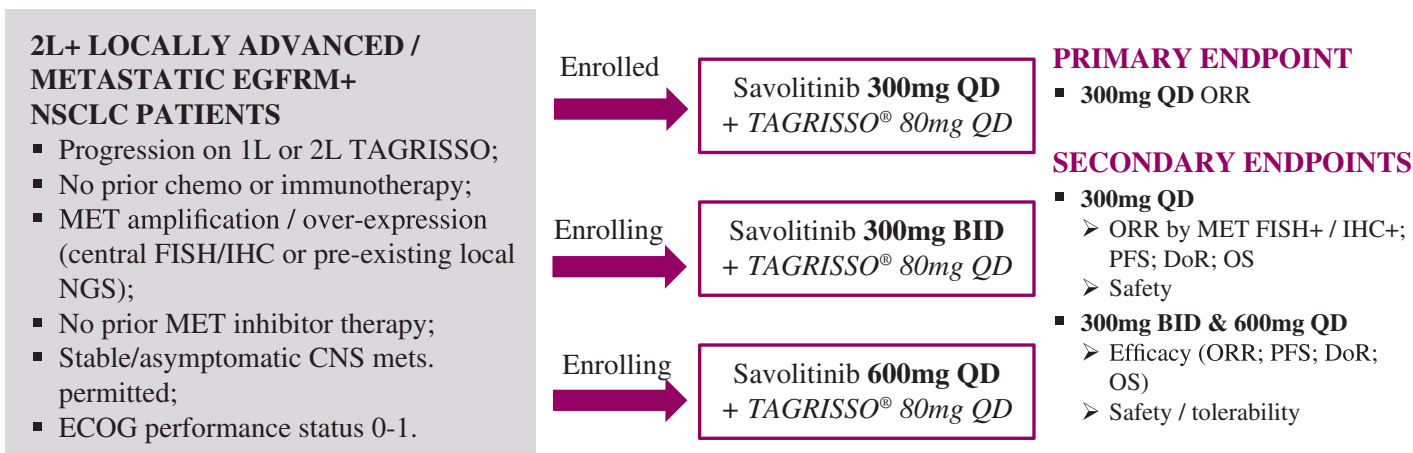 2L+ LOCALLY ADVANCED /
METASTATIC EGFRM+
NSCLC PATIENTS
▪ Progression on 1L or 2L TAGRISSO;
▪ No prior chemo or immunotherapy;
▪ MET amplification / over-expression
(central FISH/IHC or pre-existing local
NGS);
▪ No prior MET inhibitor therapy;
▪ Stable/asymptomatic CNS mets.
permitted;
▪ ECOG performance status 0-1.
Enrolled
Savolitinib 300mg QD
+ TAGRISSO® 80mg QD
Enrolling
Savolitinib 300mg BID
+ TAGRISSO® 80mg QD
Enrolling
Savolitinib 600mg QD
+ TAGRISSO® 80mg QD
PRIMARY ENDPOINT
▪ 300mg QD ORR
SECONDARY ENDPOINTS
▪ 300mg QD
➢ ORR by MET FISH+ / IHC+;
PFS; DoR; OS
➢ Safety
▪ 300mg BID & 600mg QD
➢ Efficacy (ORR; PFS; DoR;
OS)
➢ Safety / tolerability